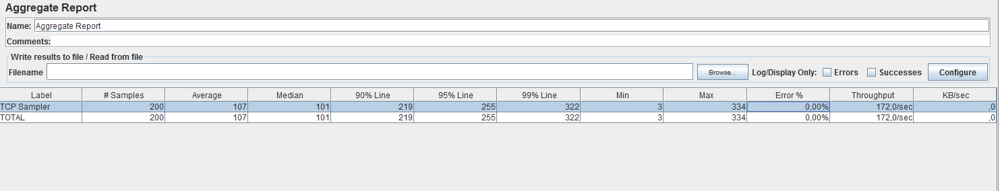 Aggregate Report
Name: Aggregate Report
Comments:
Write results to file / Read from file
Filename Browse... Log/Display Only: Errors Successes Configure
Label # Samples Average Median 90% Line 95% Line 99% Line Min Max Error % Throughput KB/sec
TCP Sampler 200 107 101 219 255 322 3 334 0,00% 172,0/sec ,0
TOTAL 200 107 101 219 255 322 3 334 0,00% 172,0/sec ,0